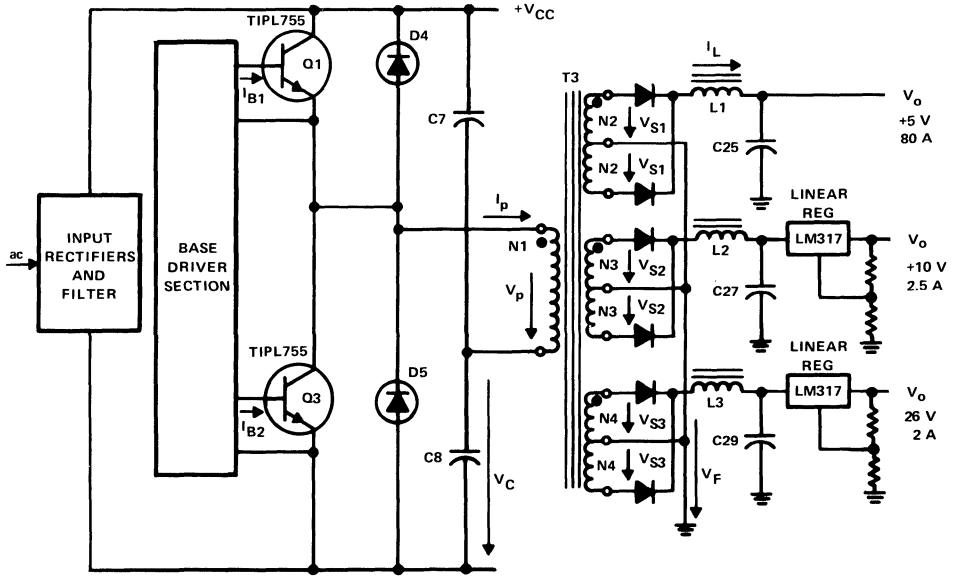 TIPL755
+VCC
Q1
IB1
D4
C7
T3
IL
L1
N2
VS1
N2
VS1
C25
Vo
+5 V
80 A
ac
INPUT
RECTIFIERS
AND
FILTER
BASE
DRIVER
SECTION
Ip
N1
Vp
LINEAR
REG
LM317
N3
VS2
N3
VS2
L2
C27
Vo
+10 V
2.5 A
TIPL755
Q3
IB2
D5
C8
VC
LINEAR
REG
LM317
N4
VS3
N4
VS3
L3
C29
VF
Vo
26 V
2 A